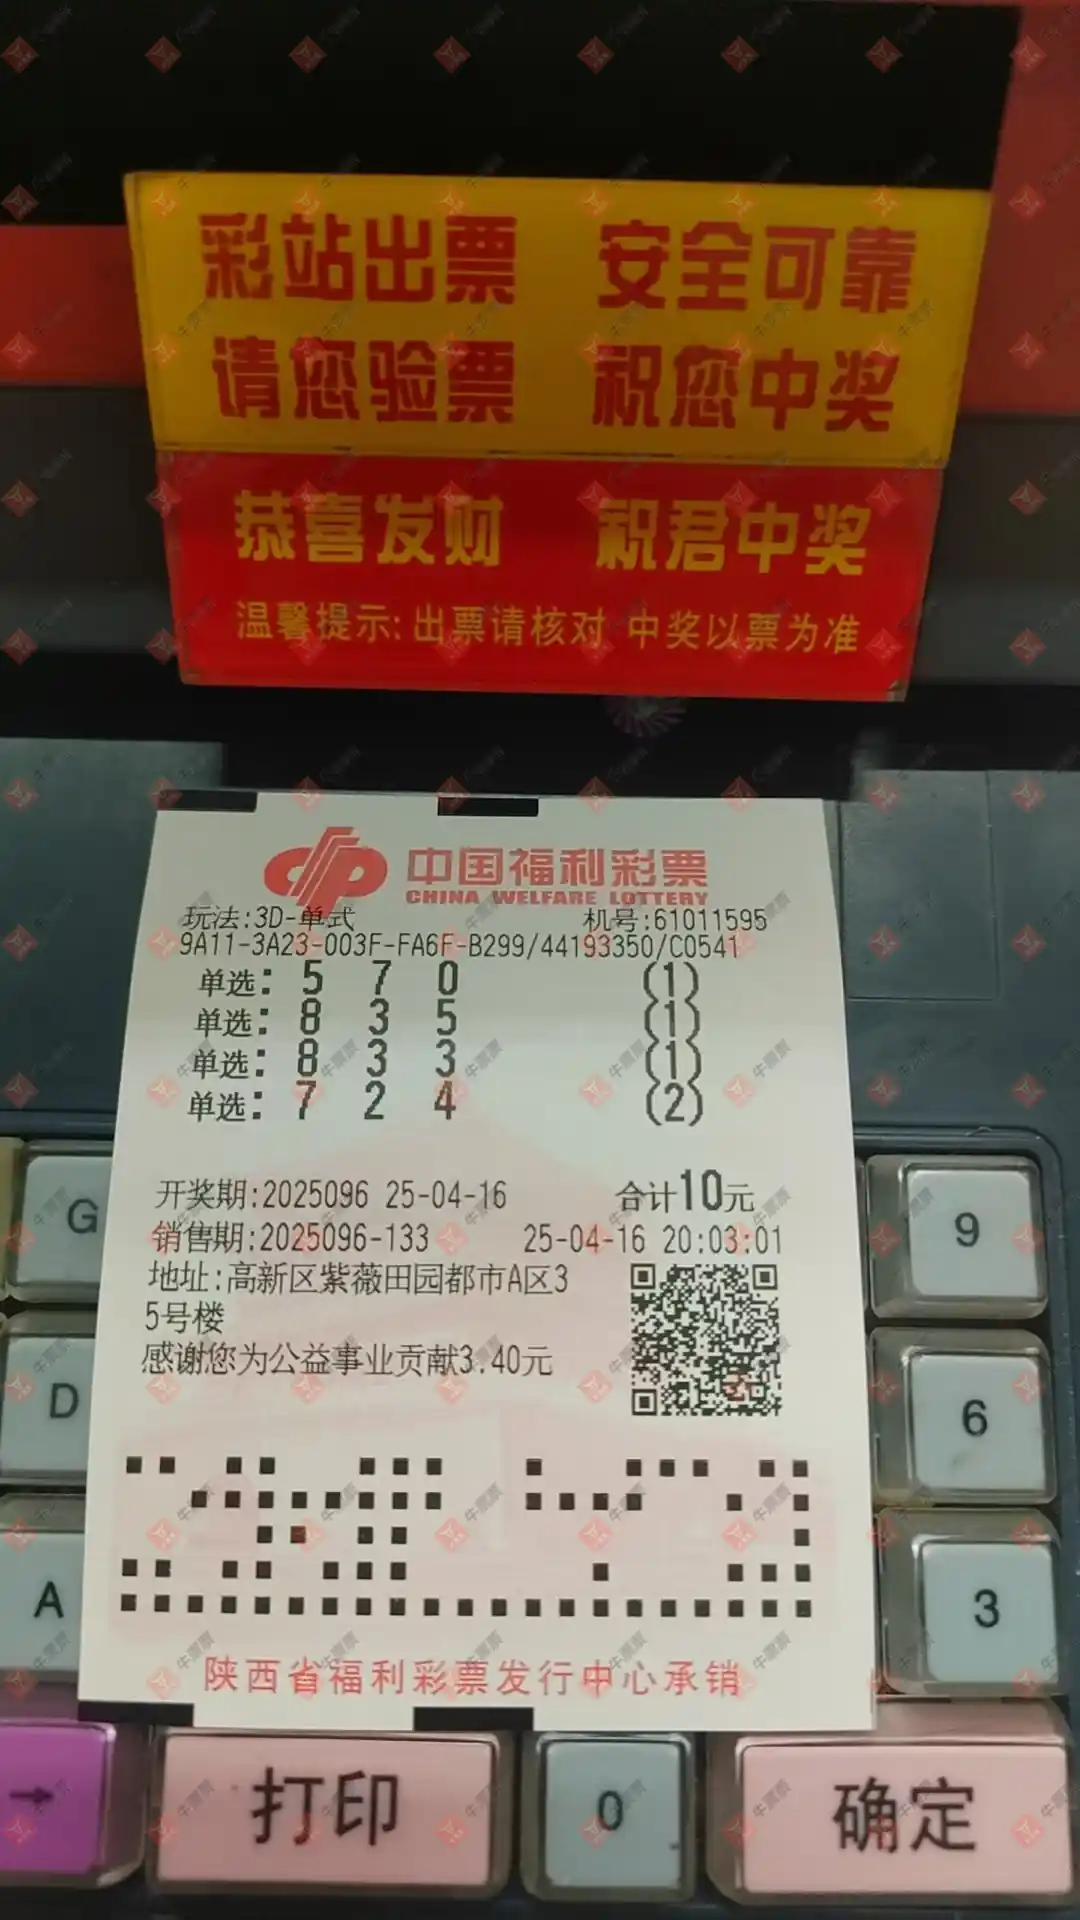 彩站出票 安全可靠
请您验票 祝您中奖
恭喜发财 祝君中奖
温馨提示:出票请核对 中奖以票为准
中国福利彩票
CHINA WELFARE LOTTERY
玩法:3D-单式 机号:61011595
9A11-3A23-003F-FA6F-B299/44193350/C0541
单选: 5 7 0 (1)
单选: 8 3 5 (1)
单选: 8 3 3 (1)
单选: 7 2 4 (2)
开奖期:2025096 25-04-16 合计10元
销售期:2025096-133 25-04-16 20:03:01
地址:高新区紫薇田园都市A区3
5号楼
感谢您为公益事业贡献3.40元
陕西省福利彩票发行中心承销
G
9
D
6
A
3
→
打印
0
确定
牛票票